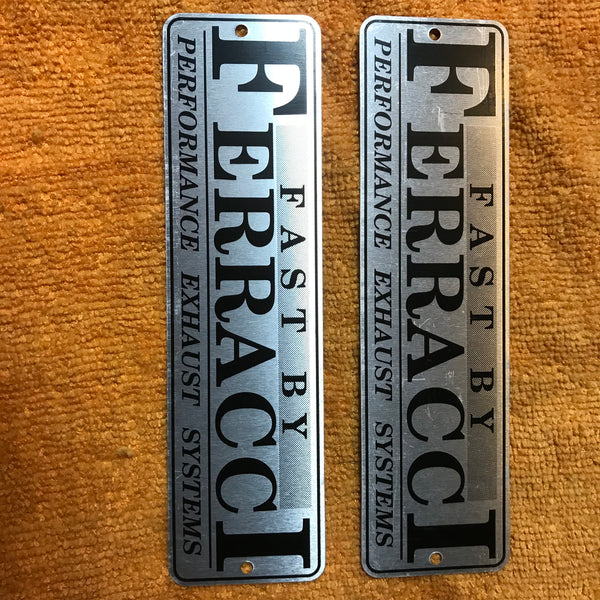 FAST BY
FERRACCI
PERFORMANCE EXHAUST SYSTEMS
FAST BY
FERRACCI
PERFORMANCE EXHAUST SYSTEMS